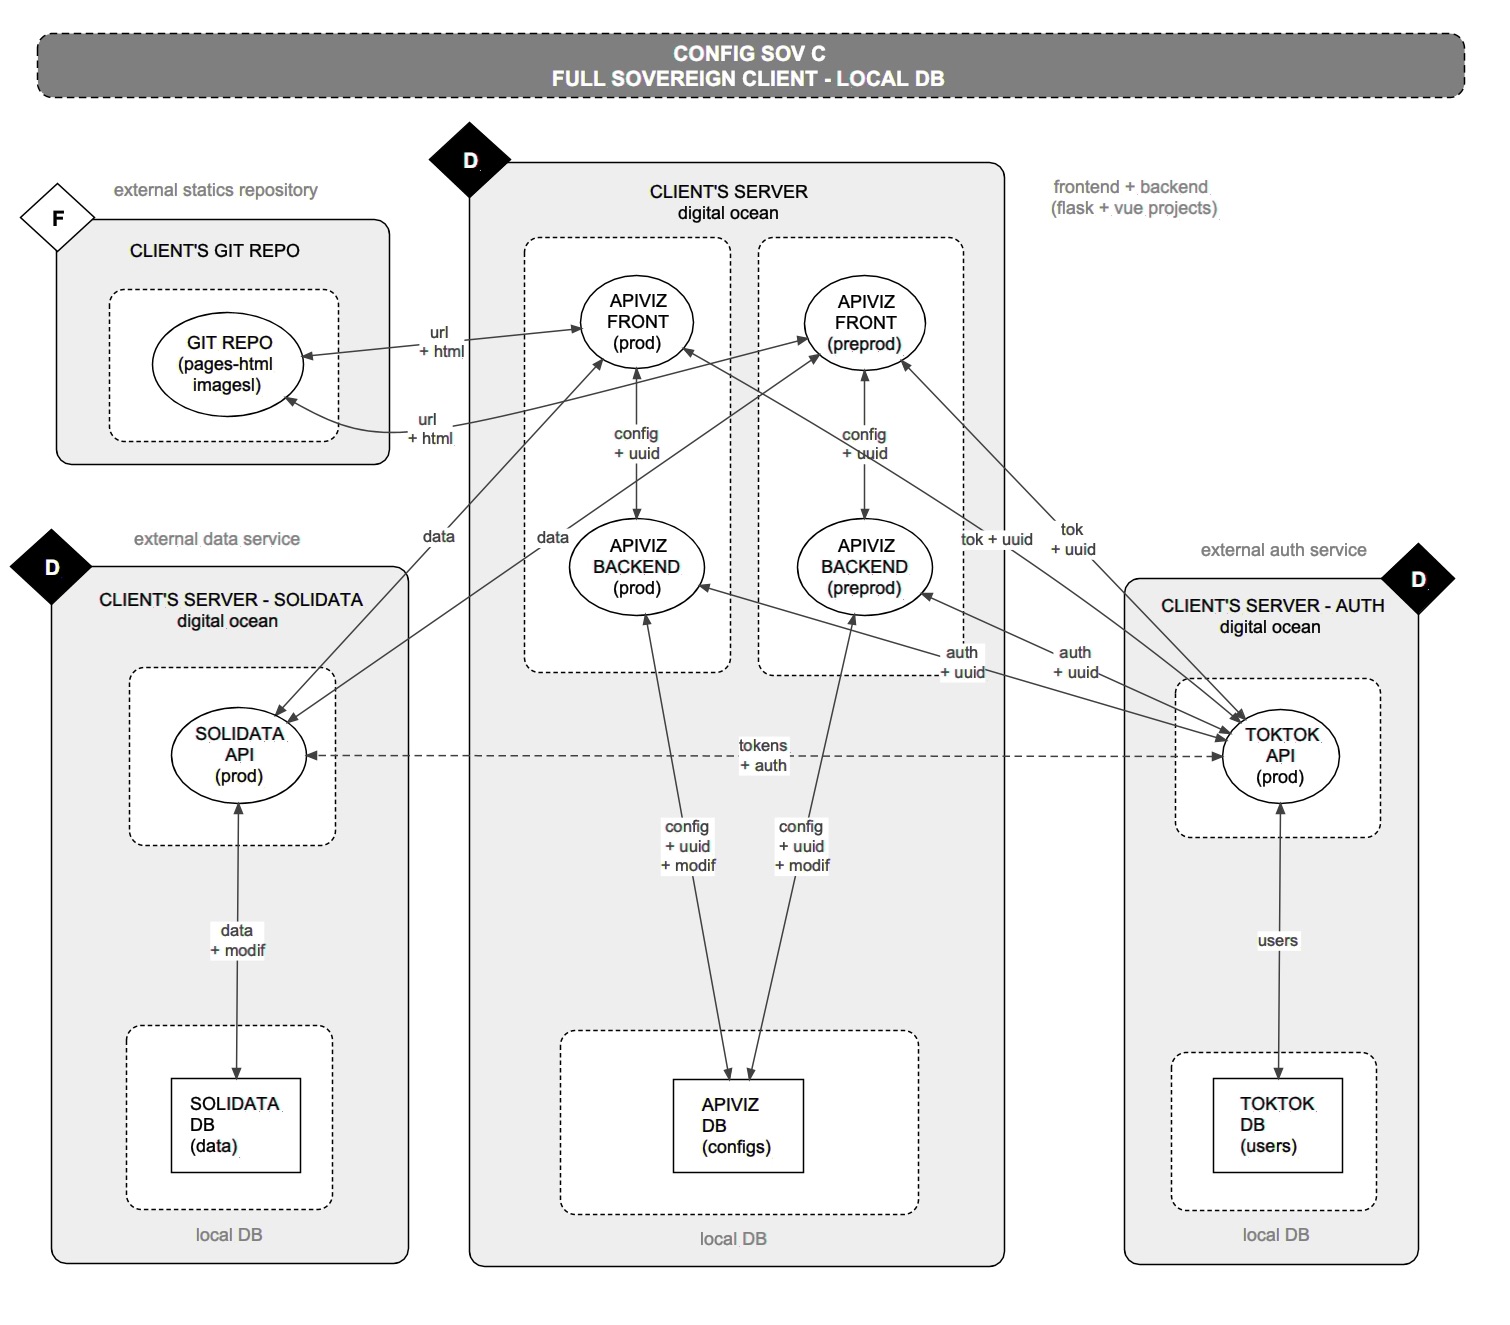 CONFIG SOV C
FULL SOVEREIGN CLIENT - LOCAL DB
D
CLIENT'S SERVER
digital ocean
frontend + backend
(flask + vue projects)
external statics repository
F
CLIENT'S GIT REPO
GIT REPO
(pages-html
imagesl)
APIVIZ
FRONT
(prod)
APIVIZ
FRONT
(preprod)
url
+ html
url
+ html
config
+ uuid
config
+ uuid
data
data
tok + uuid
tok
+ uuid
APIVIZ
BACKEND
(prod)
APIVIZ
BACKEND
(preprod)
auth
+ uuid
auth
+ uuid
external data service
D
CLIENT'S SERVER - SOLIDATA
digital ocean
external auth service
D
CLIENT'S SERVER - AUTH
digital ocean
SOLIDATA
API
(prod)
tokens
+ auth
TOKTOK
API
(prod)
config
+ uuid
+ modif
config
+ uuid
+ modif
data
+ modif
users
SOLIDATA
DB
(data)
APIVIZ
DB
(configs)
TOKTOK
DB
(users)
local DB
local DB
local DB